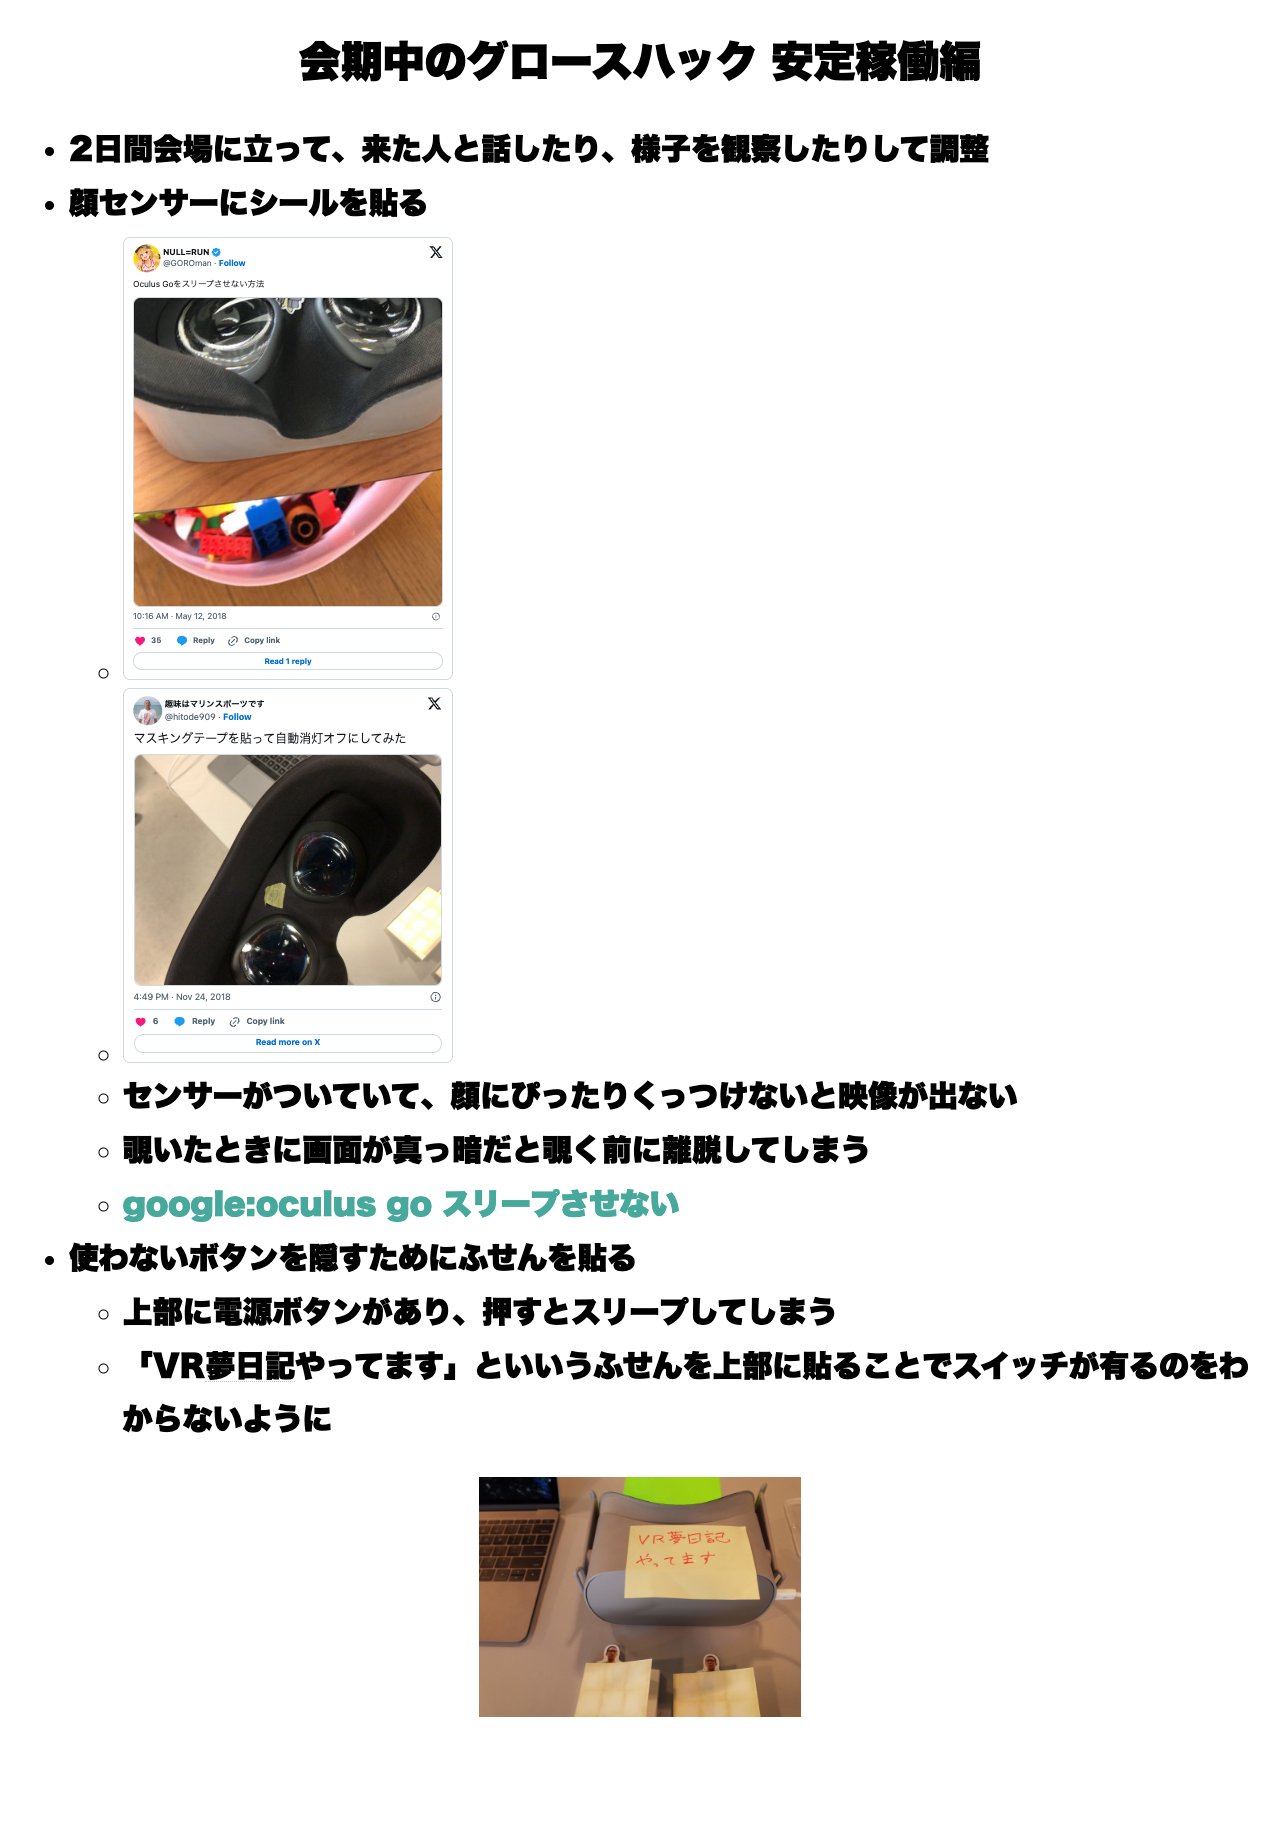 会期中のグロースハック 安定稼働編
2日間会場に立って、来た人と話したり、様子を観察したりして調整
顔センサーにシールを貼る
NULL=RUN
@GOROman · Follow
Oculus Goをスリープさせない方法
10:16 AM · May 12, 2018
35 Reply Copy link
Read 1 reply
趣味はマリンスポーツです
@hitode909 · Follow
マスキングテープを貼って自動消灯オフにしてみた
4:49 PM · Nov 24, 2018
6 Reply Copy link
Read more on X
センサーがついていて、顔にぴったりくっつけないと映像が出ない
覗いたときに画面が真っ暗だと覗く前に離脱してしまう
google:oculus go スリープさせない
使わないボタンを隠すためにふせんを貼る
上部に電源ボタンがあり、押すとスリープしてしまう
「VR夢日記やってます」といいうふせんを上部に貼ることでスイッチが有るのをわ
からないように
VR夢日記
やってます